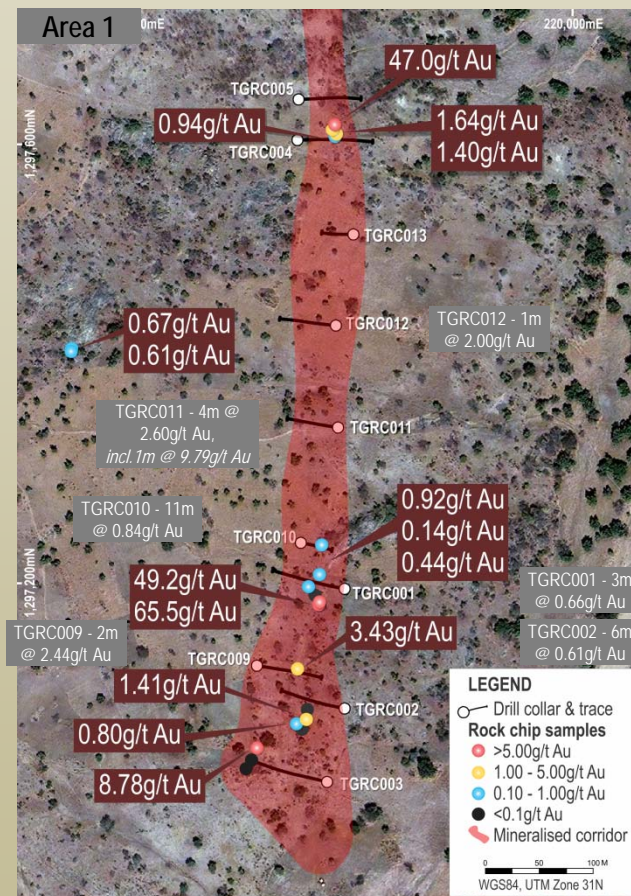 Area 1
0mE
220,000mE
1,297,600mN
1,297,200mN
47.0g/t Au
TGRC005
0.94g/t Au
TGRC004
1.64g/t Au
1.40g/t Au
TGRC013
0.67g/t Au
0.61g/t Au
TGRC012
TGRC012 - 1m
@ 2.00g/t Au
TGRC011 - 4m @
2.60g/t Au,
incl.1m @ 9.79g/t Au
TGRC011
TGRC010 - 11m
@ 0.84g/t Au
TGRC010
0.92g/t Au
0.14g/t Au
0.44g/t Au
49.2g/t Au
65.5g/t Au
TGRC001
TGRC001 - 3m
@ 0.66g/t Au
TGRC009 - 2m
@ 2.44g/t Au
3.43g/t Au
TGRC002 - 6m
@ 0.61g/t Au
TGRC009
1.41g/t Au
TGRC002
0.80g/t Au
8.78g/t Au
TGRC003
LEGEND
Drill collar & trace
Rock chip samples
>5.00g/t Au
1.00 - 5.00g/t Au
0.10 - 1.00g/t Au
<0.1g/t Au
Mineralised corridor
0 50 100 M
WGS84, UTM Zone 31N